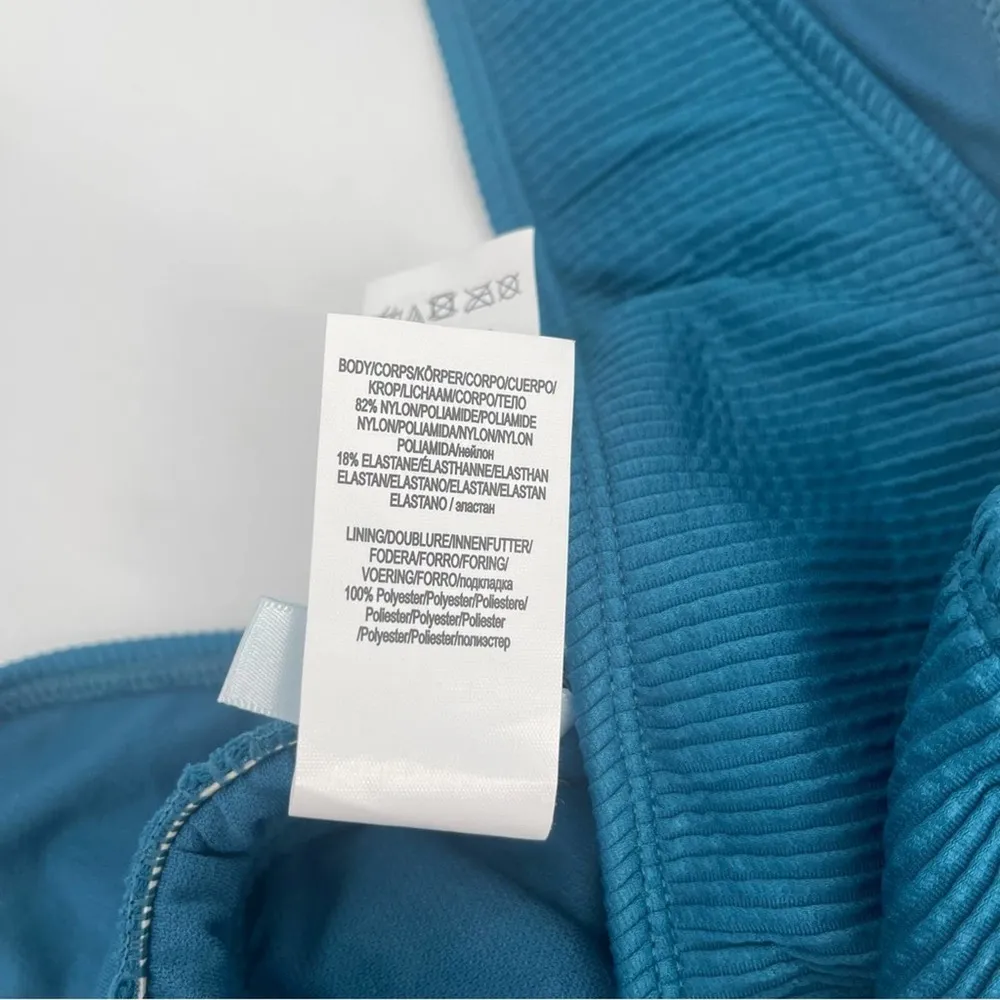 BODY/CORPS/KÖRPER/CORPO/CUERPO/
KROP/LICHAAM/CORPO/ТЕЛО
82% NYLON/POLIAMIDE/POLIAMIDE
NYLON/POLIAMIDA/NYLON/NYLON
POLIAMIDA/нейлон
18% ELASTANE/ÉLASTHANNE/ELASTHAN
ELASTAN/ELASTANO/ELASTAN/ELASTAN
ELASTANO / эластан
LINING/DOUBLURE/INNENFUTTER/
FODERA/FORRO/FORING/
VOERING/FORRO/подкладка
100% Polyester/Polyester/Poliestere/
Poliester/Polyester/Poliester
/Polyester/Poliester/полиэстер